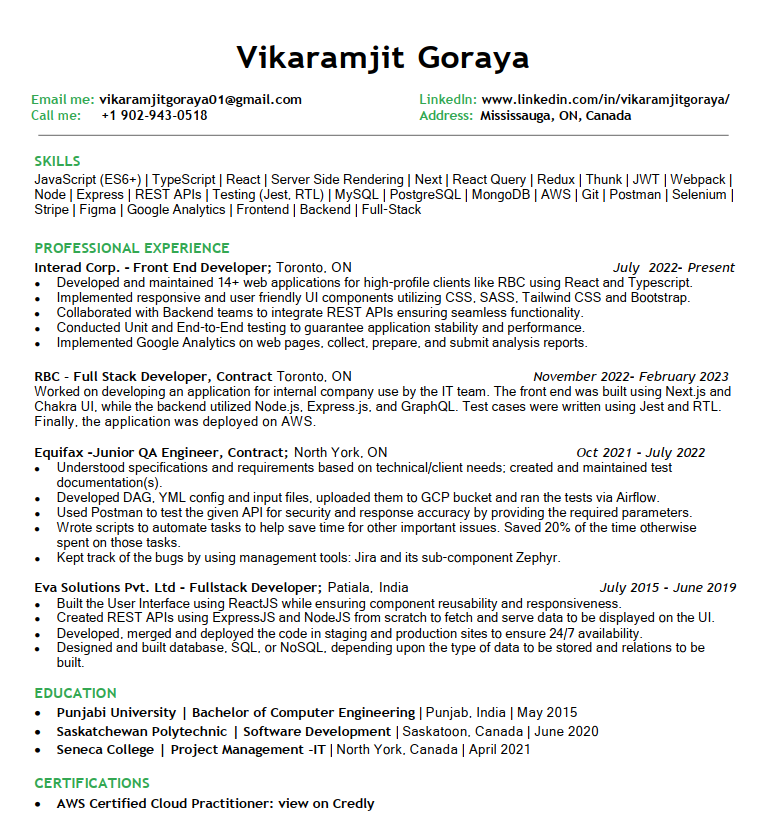 Vikaramjit Goraya
Email me: vikaramjitgoraya01@gmail.com LinkedIn: www.linkedin.com/in/vikaramjitgoraya/
Call me: +1 902-943-0518 Address: Mississauga, ON, Canada
SKILLS
JavaScript (ES6+) | TypeScript | React | Server Side Rendering | Next | React Query | Redux | Thunk | JWT | Webpack |
Node | Express | REST APIs | Testing (Jest, RTL) | MySQL | PostgreSQL | MongoDB | AWS | Git | Postman | Selenium |
Stripe | Figma | Google Analytics | Frontend | Backend | Full-Stack
PROFESSIONAL EXPERIENCE
Interad Corp. - Front End Developer; Toronto, ON July 2022- Present
• Developed and maintained 14+ web applications for high-profile clients like RBC using React and Typescript.
• Implemented responsive and user friendly UI components utilizing CSS, SASS, Tailwind CSS and Bootstrap.
• Collaborated with Backend teams to integrate REST APIs ensuring seamless functionality.
• Conducted Unit and End-to-End testing to guarantee application stability and performance.
• Implemented Google Analytics on web pages, collect, prepare, and submit analysis reports.
RBC - Full Stack Developer, Contract Toronto, ON November 2022- February 2023
Worked on developing an application for internal company use by the IT team. The front end was built using Next.js and
Chakra UI, while the backend utilized Node.js, Express.js, and GraphQL. Test cases were written using Jest and RTL.
Finally, the application was deployed on AWS.
Equifax -Junior QA Engineer, Contract; North York, ON Oct 2021 - July 2022
• Understood specifications and requirements based on technical/client needs; created and maintained test
documentation(s).
• Developed DAG, YML config and input files, uploaded them to GCP bucket and ran the tests via Airflow.
• Used Postman to test the given API for security and response accuracy by providing the required parameters.
• Wrote scripts to automate tasks to help save time for other important issues. Saved 20% of the time otherwise
spent on those tasks.
• Kept track of the bugs by using management tools: Jira and its sub-component Zephyr.
Eva Solutions Pvt. Ltd - Fullstack Developer; Patiala, India July 2015 - June 2019
• Built the User Interface using ReactJS while ensuring component reusability and responsiveness.
• Created REST APIs using ExpressJS and NodeJS from scratch to fetch and serve data to be displayed on the UI.
• Developed, merged and deployed the code in staging and production sites to ensure 24/7 availability.
• Designed and built database, SQL, or NoSQL, depending upon the type of data to be stored and relations to be
built.
EDUCATION
• Punjabi University | Bachelor of Computer Engineering | Punjab, India | May 2015
• Saskatchewan Polytechnic | Software Development | Saskatoon, Canada | June 2020
• Seneca College | Project Management -IT | North York, Canada | April 2021
CERTIFICATIONS
• AWS Certified Cloud Practitioner: view on Credly